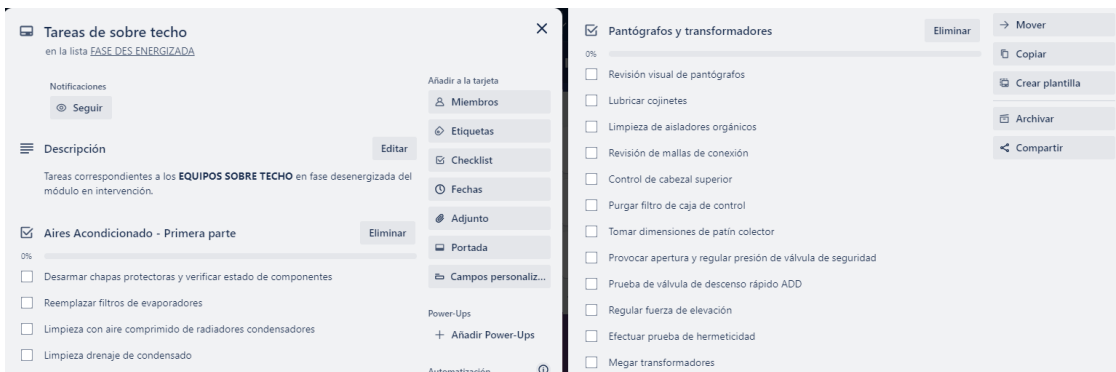 Tareas de sobre techo
en la lista FASE DES ENERGIZADA
Notificaciones
Seguir
Descripción
Editar
Tareas correspondientes a los EQUIPOS SOBRE TECHO en fase desenergizada del
módulo en intervención.
Aires Acondicionado - Primera parte
Eliminar
0%
Desarmar chapas protectoras y verificar estado de componentes
Reemplazar filtros de evaporadores
Limpieza con aire comprimido de radiadores condensadores
Limpieza drenaje de condensado
Añadir a la tarjeta
Miembros
Etiquetas
Checklist
Fechas
Adjunto
Portada
Campos personaliz...
Power-Ups
+ Añadir Power-Ups
Automatización
Pantógrafos y transformadores
Eliminar
0%
Revisión visual de pantógrafos
Lubricar cojinetes
Limpieza de aisladores orgánicos
Revisión de mallas de conexión
Control de cabezal superior
Purgar filtro de caja de control
Tomar dimensiones de patín colector
Provocar apertura y regular presión de válvula de seguridad
Prueba de válvula de descenso rápido ADD
Regular fuerza de elevación
Efectuar prueba de hermeticidad
Megar transformadores
Mover
Copiar
Crear plantilla
Archivar
Compartir